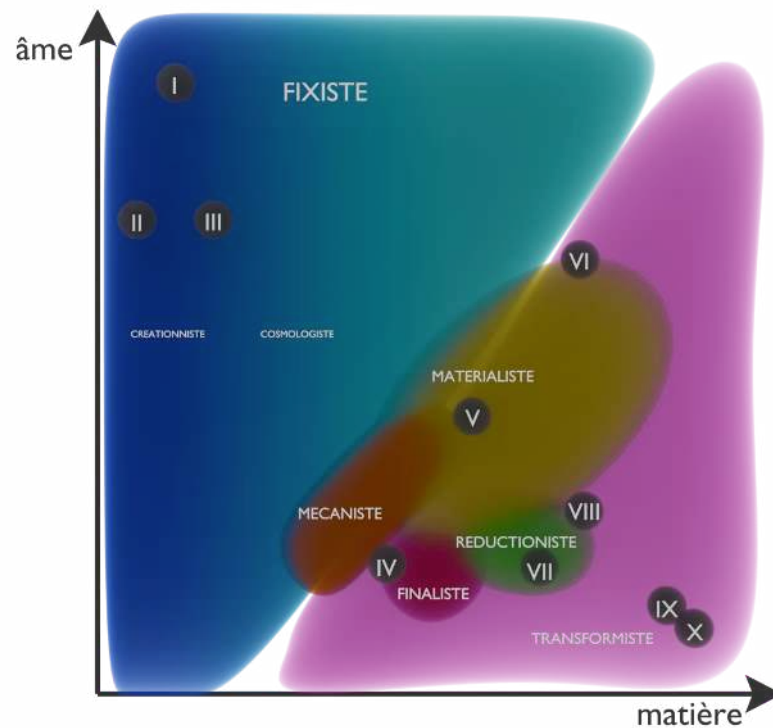 âme
I
FIXISTE
II
III
VI
CREATIONNISTE
COSMOLOGISTE
MATERIALISTE
V
MECANISTE
VIII
REDUCTIONISTE
IV
VII
FINALISTE
IX
X
TRANSFORMISTE
matière